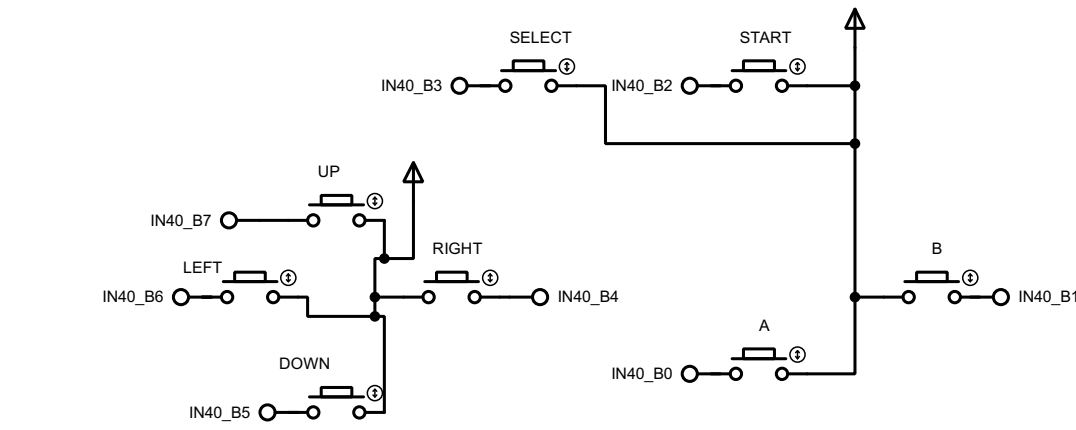 SELECT
START
IN40_B3
IN40_B2
UP
IN40_B7
RIGHT
B
LEFT
IN40_B6
IN40_B4
IN40_B1
A
DOWN
IN40_B0
IN40_B5